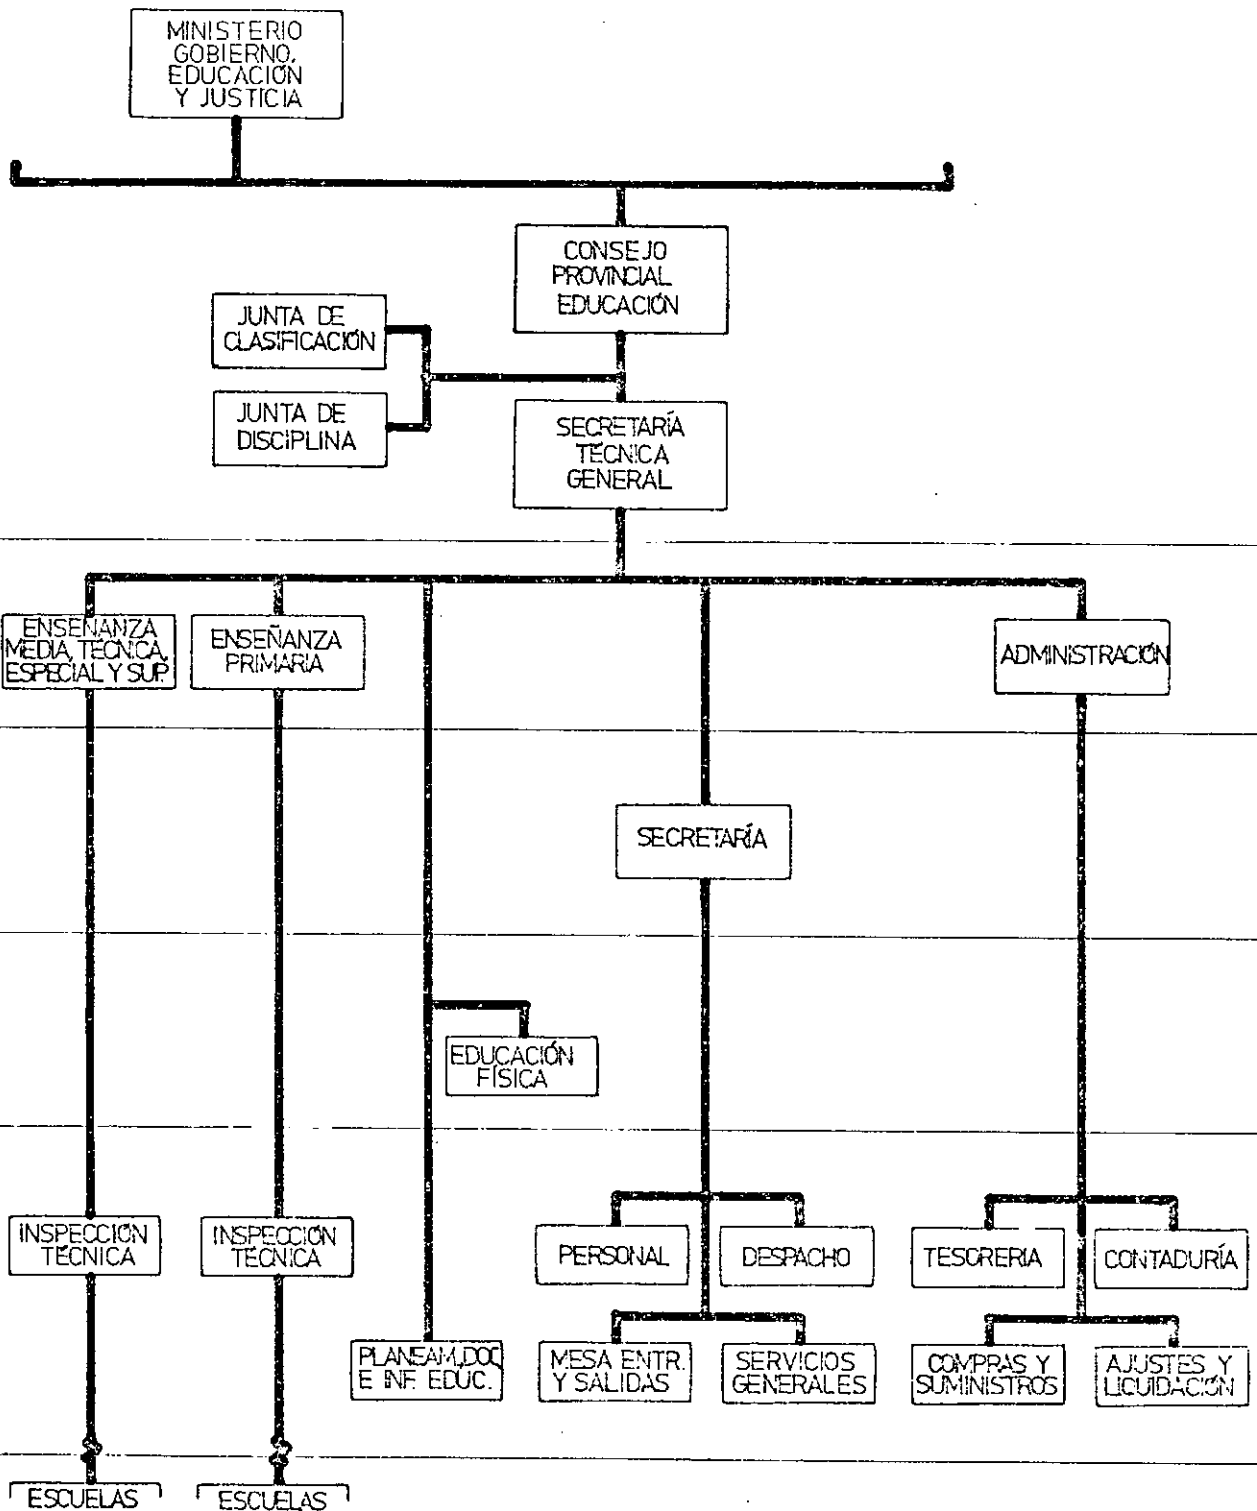 MINISTERIO
GOBIERNO,
EDUCACIÓN
Y JUSTICIA
CONSEJO
PROVINCIAL
EDUCACIÓN
JUNTA DE
CLASIFICACIÓN
JUNTA DE
DISCIPLINA
SECRETARÍA
TÉCNICA
GENERAL
ENSEÑANZA
MEDIA, TÉCNICA,
ESPECIAL Y SUP.
ENSEÑANZA
PRIMARIA
ADMINISTRACIÓN
SECRETARÍA
EDUCACIÓN
FÍSICA
INSPECCIÓN
TÉCNICA
INSPECCIÓN
TÉCNICA
PERSONAL
DESPACHO
TESORERIA
CONTADURÍA
PLANEAM., DOC.
E INF. EDUC.
MESA ENTR.
Y SALIDAS
SERVICIOS
GENERALES
COMPRAS Y
SUMINISTROS
AJUSTES Y
LIQUIDACIÓN
ESCUELAS
ESCUELAS